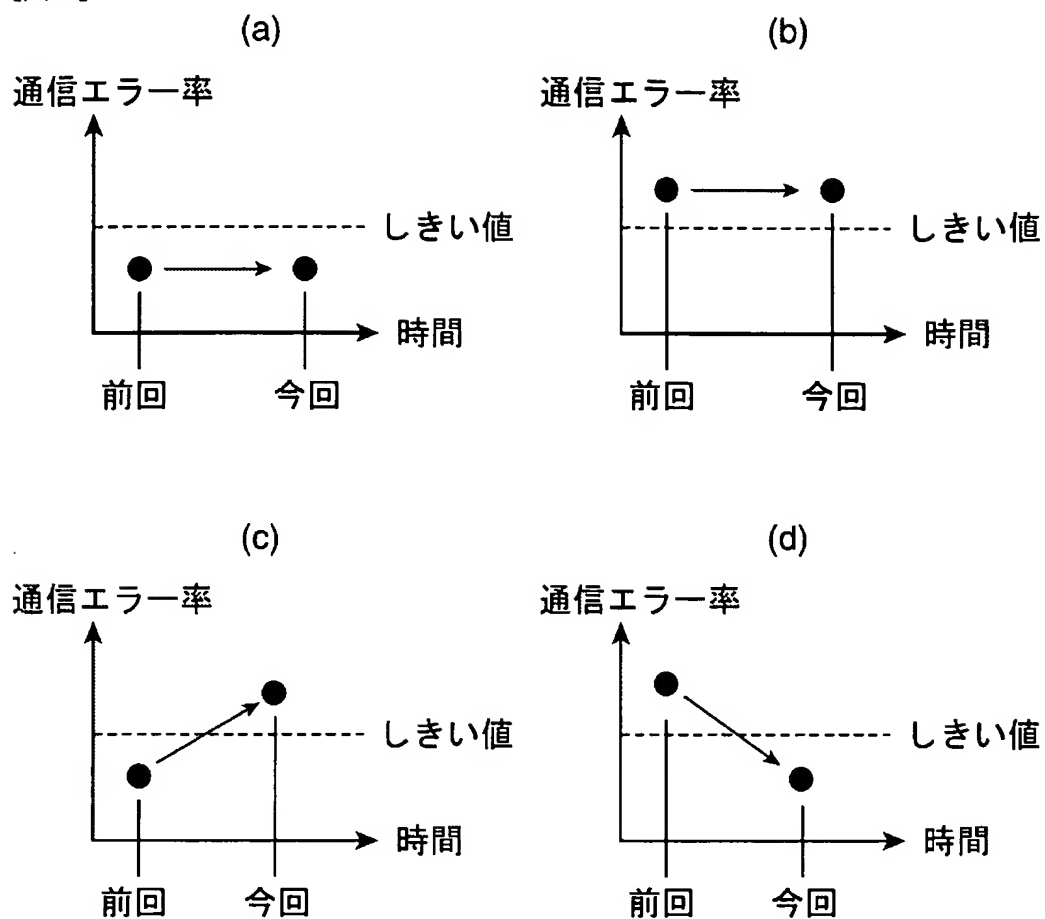 (a)
通信エラー率
しきい値
時間
前回
今回
(b)
通信エラー率
しきい値
時間
前回
今回
(c)
通信エラー率
しきい値
時間
前回
今回
(d)
通信エラー率
しきい値
時間
前回
今回